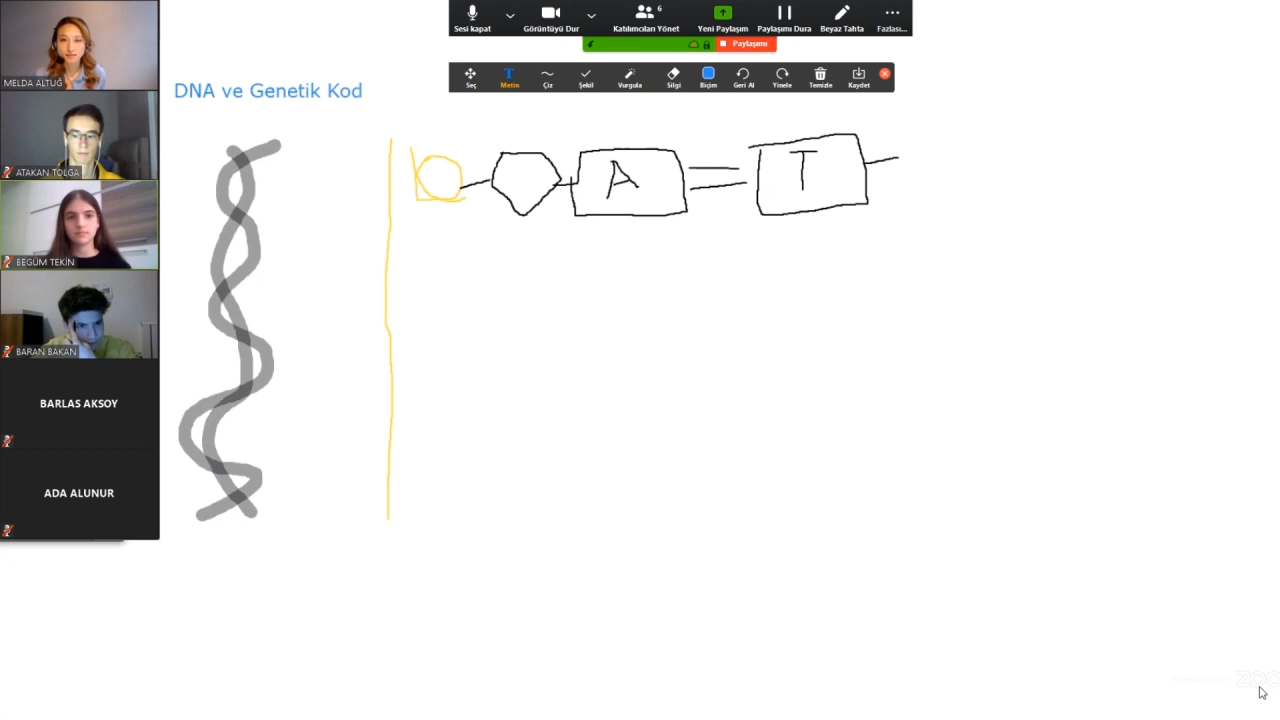 Sesi kapat
Görüntüyü Dur
6
Katılımcıları Yönet
Yeni Paylaşım
Paylaşımı Dura
Beyaz Tahta
Fazlası...
Paylaşımı
Seç
Metin
Çiz
Şekil
Vurgula
Silgi
Biçim
Geri Al
Yinele
Temizle
Kaydet
MELDA ALTUĞ
ATAKAN TOLGA
BEGÜM TEKİN
BARAN BAKAN
BARLAS AKSOY
ADA ALUNUR
DNA ve Genetik Kod
A
T